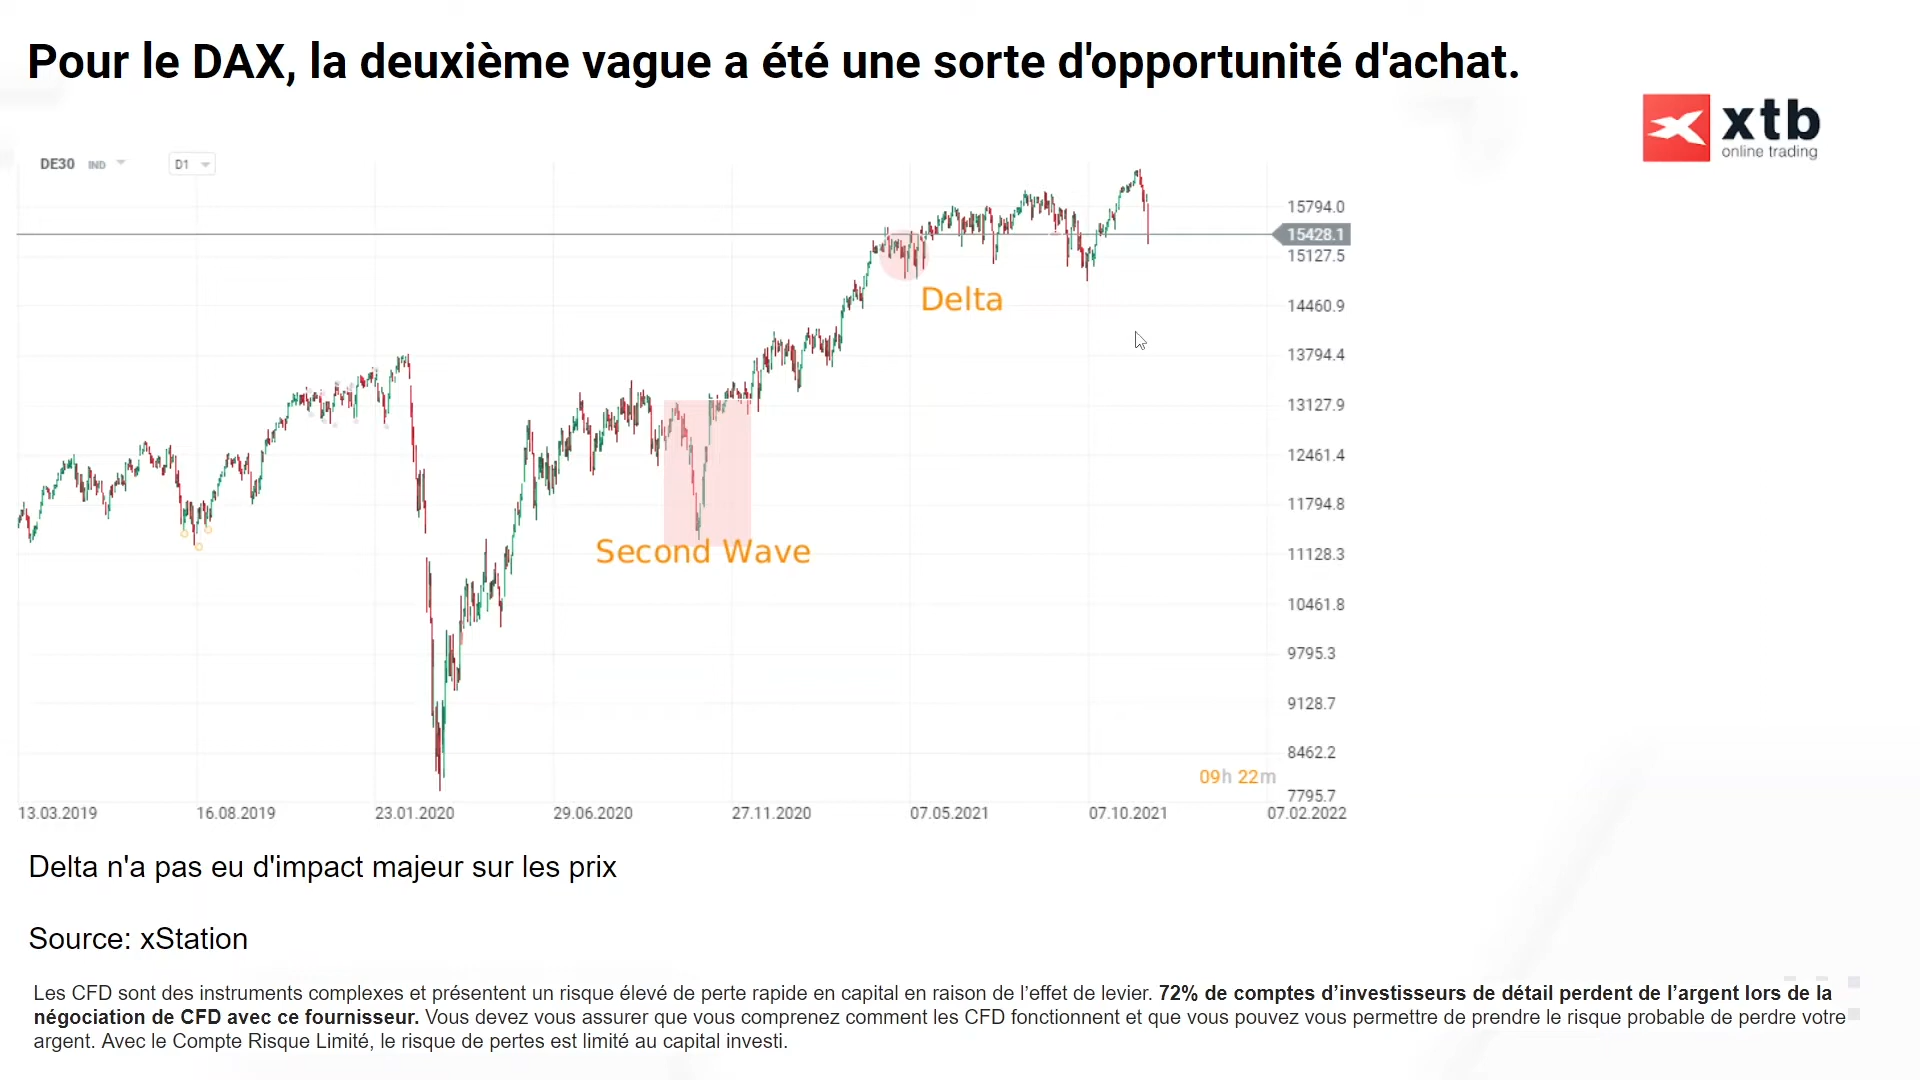 Pour le DAX, la deuxième vague a été une sorte d'opportunité d'achat.
xtb
online trading
DE30 IND D1
15794.0
15428.1
15127.5
Delta
14460.9
13794.4
13127.9
12461.4
11794.8
Second Wave
11128.3
10461.8
9795.3
9128.7
8462.2
09h 22m
7795.7
13.03.2019 16.08.2019 23.01.2020 29.06.2020 27.11.2020 07.05.2021 07.10.2021 07.02.2022
Delta n'a pas eu d'impact majeur sur les prix
Source: xStation
Les CFD sont des instruments complexes et présentent un risque élevé de perte rapide en capital en raison de l’effet de levier. 72% de comptes d’investisseurs de détail perdent de l’argent lors de la
négociation de CFD avec ce fournisseur. Vous devez vous assurer que vous comprenez comment les CFD fonctionnent et que vous pouvez vous permettre de prendre le risque probable de perdre votre
argent. Avec le Compte Risque Limité, le risque de pertes est limité au capital investi.